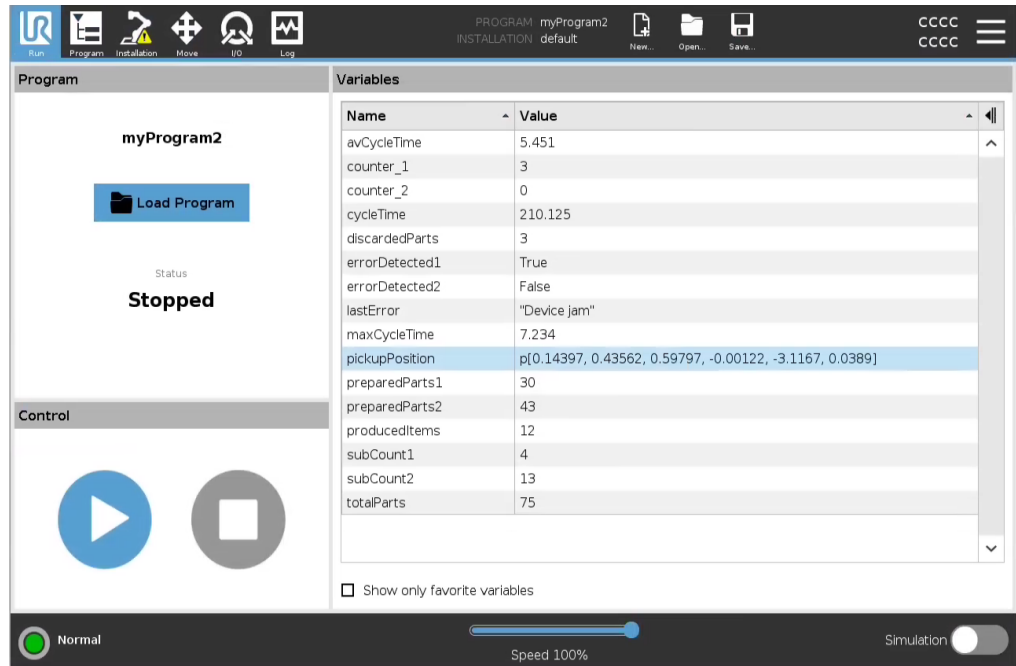 UR
PROGRAM myProgram2
INSTALLATION default
CCCC
CCCC
Run Program Installation Move I/O Log New... Open... Save...
Program
myProgram2
Load Program
Status
Stopped
Control
Variables
Name Value
avCycleTime 5.451
counter_1 3
counter_2 0
cycleTime 210.125
discardedParts 3
errorDetected1 True
errorDetected2 False
lastError "Device jam"
maxCycleTime 7.234
pickupPosition p[0.14397, 0.43562, 0.59797, -0.00122, -3.1167, 0.0389]
preparedParts1 30
preparedParts2 43
producedItems 12
subCount1 4
subCount2 13
totalParts 75
Show only favorite variables
Normal
Speed 100%
Simulation